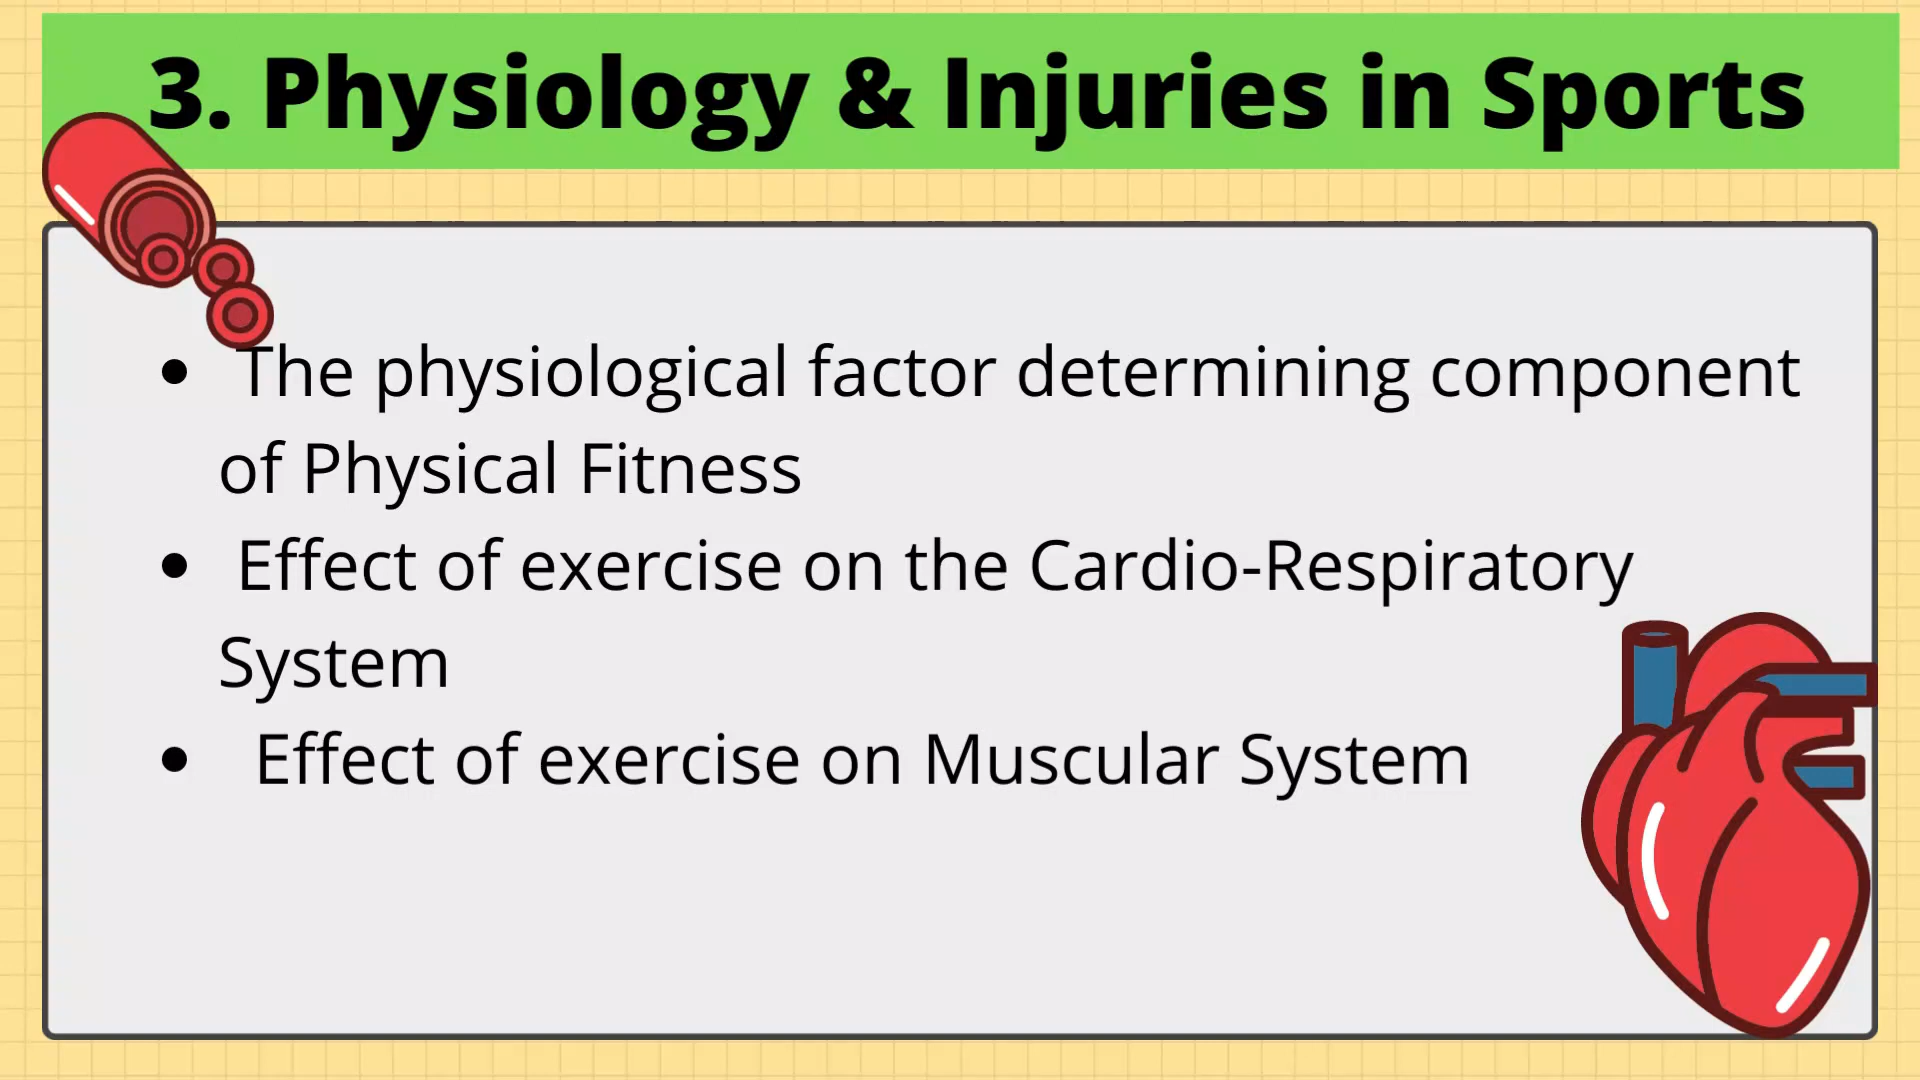 3. Physiology & Injuries in Sports
• The physiological factor determining component
of Physical Fitness
• Effect of exercise on the Cardio-Respiratory
System
• Effect of exercise on Muscular System